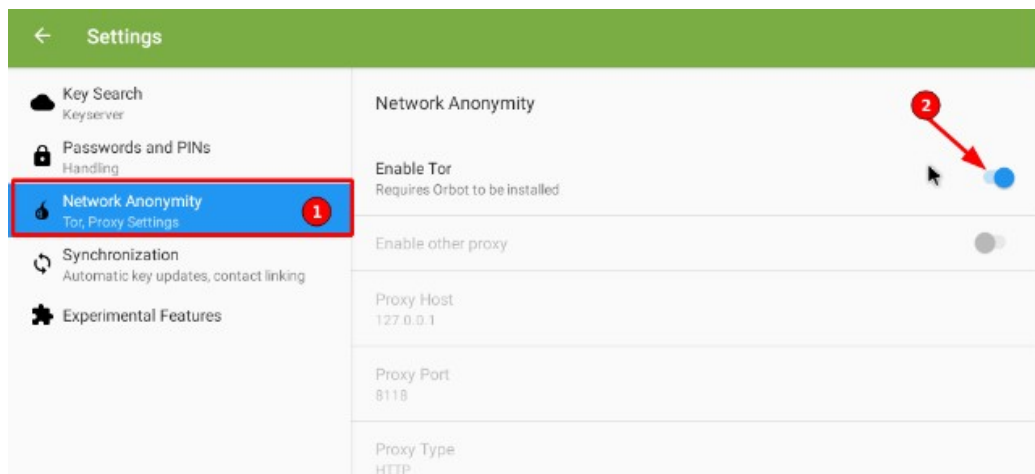 Settings
Key Search
Keyserver
Passwords and PINs
Handling
Network Anonymity
Tor, Proxy Settings
1
Synchronization
Automatic key updates, contact linking
Experimental Features
Network Anonymity
2
Enable Tor
Requires Orbot to be installed
Enable other proxy
Proxy Host
127.0.0.1
Proxy Port
8118
Proxy Type
HTTP